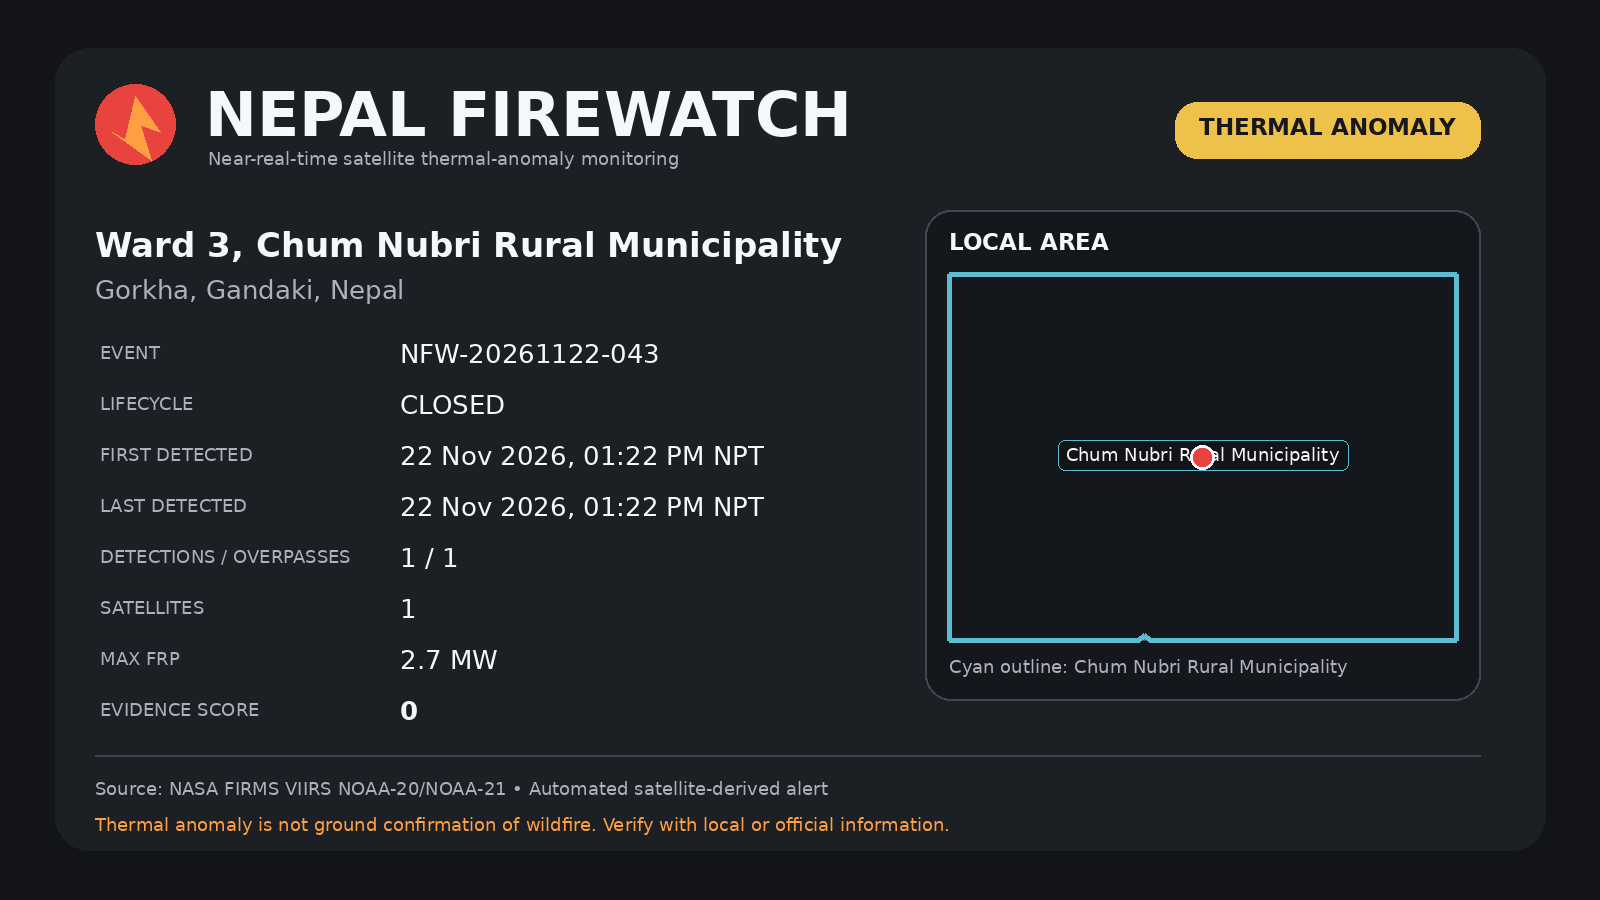 NEPAL FIREWATCH
Near-real-time satellite thermal-anomaly monitoring
THERMAL ANOMALY
Ward 3, Chum Nubri Rural Municipality
Gorkha, Gandaki, Nepal
EVENT NFW-20261122-043
LIFECYCLE CLOSED
FIRST DETECTED 22 Nov 2026, 01:22 PM NPT
LAST DETECTED 22 Nov 2026, 01:22 PM NPT
DETECTIONS / OVERPASSES 1 / 1
SATELLITES 1
MAX FRP 2.7 MW
EVIDENCE SCORE 0
LOCAL AREA
Chum Nubri Rural Municipality
Cyan outline: Chum Nubri Rural Municipality
Source: NASA FIRMS VIIRS NOAA-20/NOAA-21 • Automated satellite-derived alert
Thermal anomaly is not ground confirmation of wildfire. Verify with local or official information.